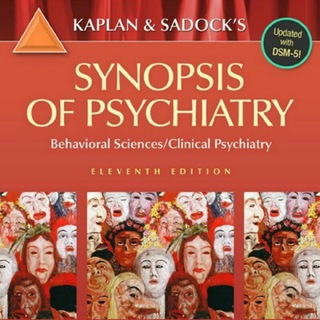 KAPLAN & SADOCK'S
Updated
with
DSM-5!
SYNOPSIS
OF PSYCHIATRY
Behavioral Sciences/Clinical Psychiatry
ELEVENTH EDITION